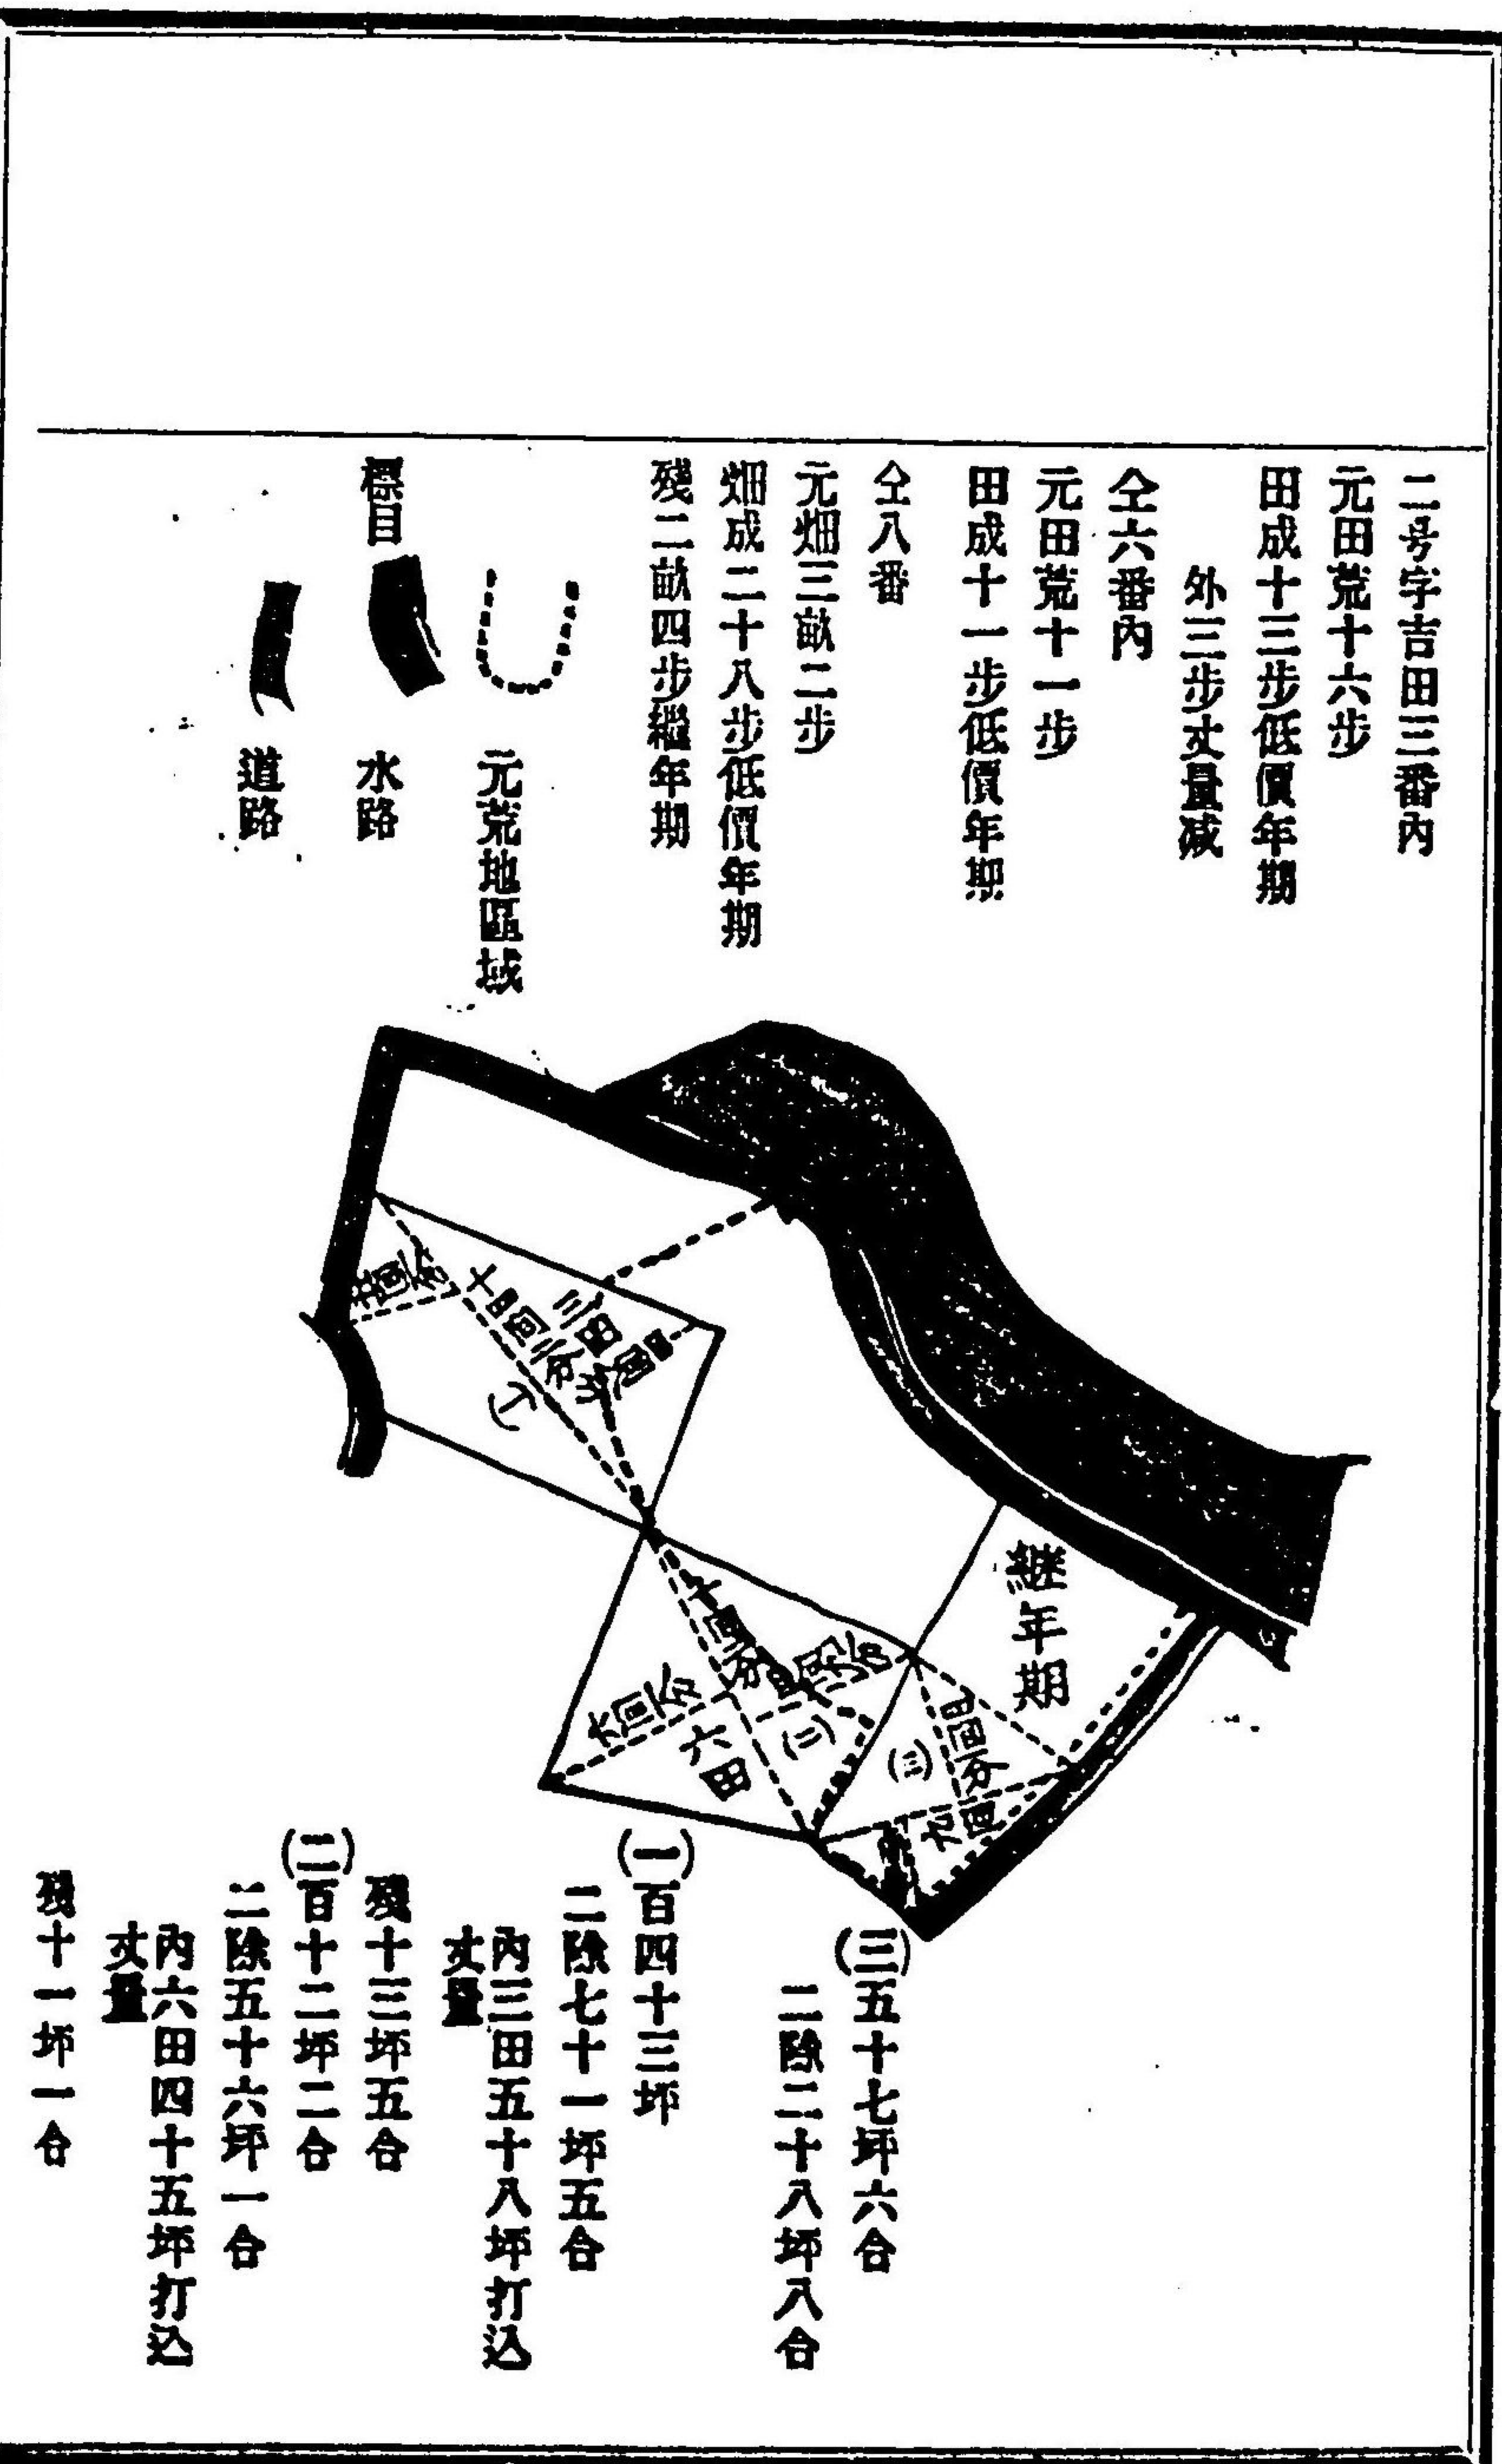 二号字吉田三番內
元田荒十六步
田成十三步低價年期
外三步丈量减
仝六番內
元田荒十一步
田成十一步低價年期
仝八番
元畑三畝二步
畑成二十八步低價年期
殘二畝四步繼年期
元荒地區域
標目
水路
道路
継年期
(三)
(二)
六田
三田
(一)
(三)五十七坪六合
二除二十八坪八合
(一)百四十三坪
二除七十一坪五合
內三田五十八坪打込
丈量
殘十三坪五合
(二)百十二坪二合
二除五十六坪一合
內六田四十五坪打込
丈量
殘十一坪一合